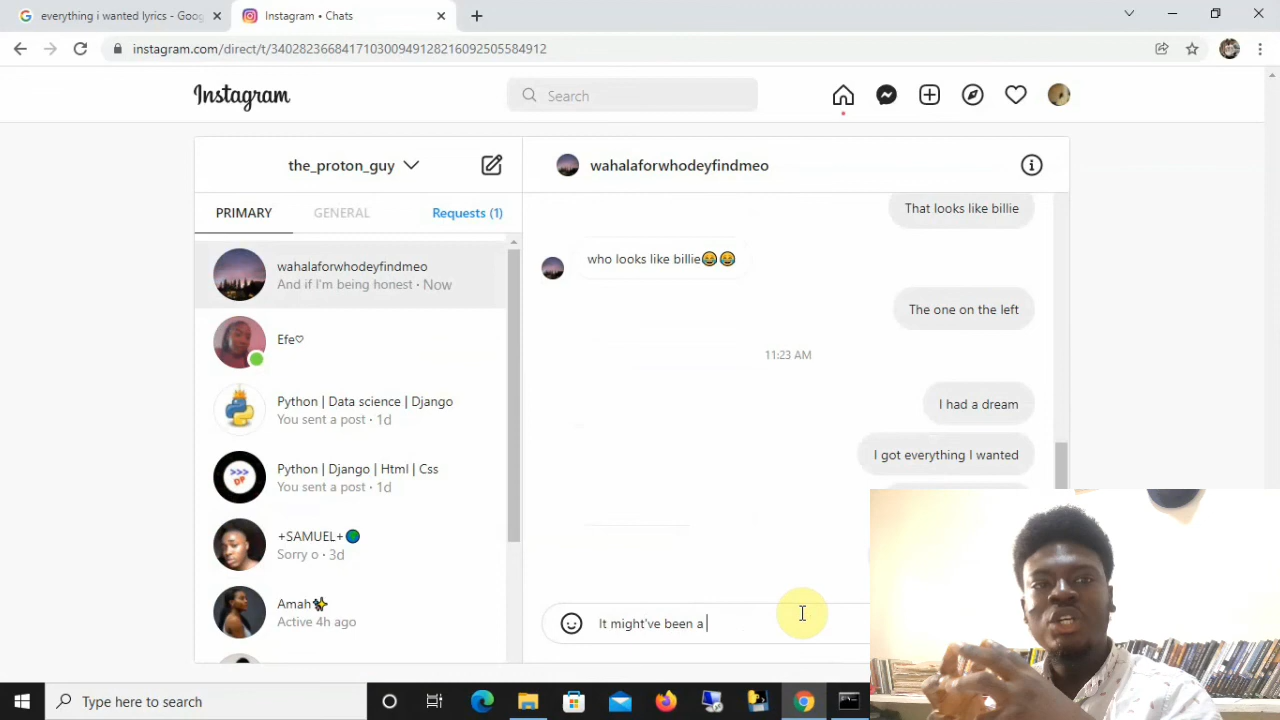 everything i wanted lyrics - Goog
Instagram • Chats
instagram.com/direct/t/340282366841710300949128216092505584912
Instagram
Search
the_proton_guy
PRIMARY
GENERAL
Requests (1)
wahalaforwhodeyfindmeo
And if I'm being honest · Now
Efe♡
Python | Data science | Django
You sent a post · 1d
Python | Django | Html | Css
You sent a post · 1d
+SAMUEL+🌍
Sorry o · 3d
Amah✨
Active 4h ago
wahalaforwhodeyfindmeo
That looks like billie
who looks like billie😂😂
The one on the left
11:23 AM
I had a dream
I got everything I wanted
It might've been a
Type here to search